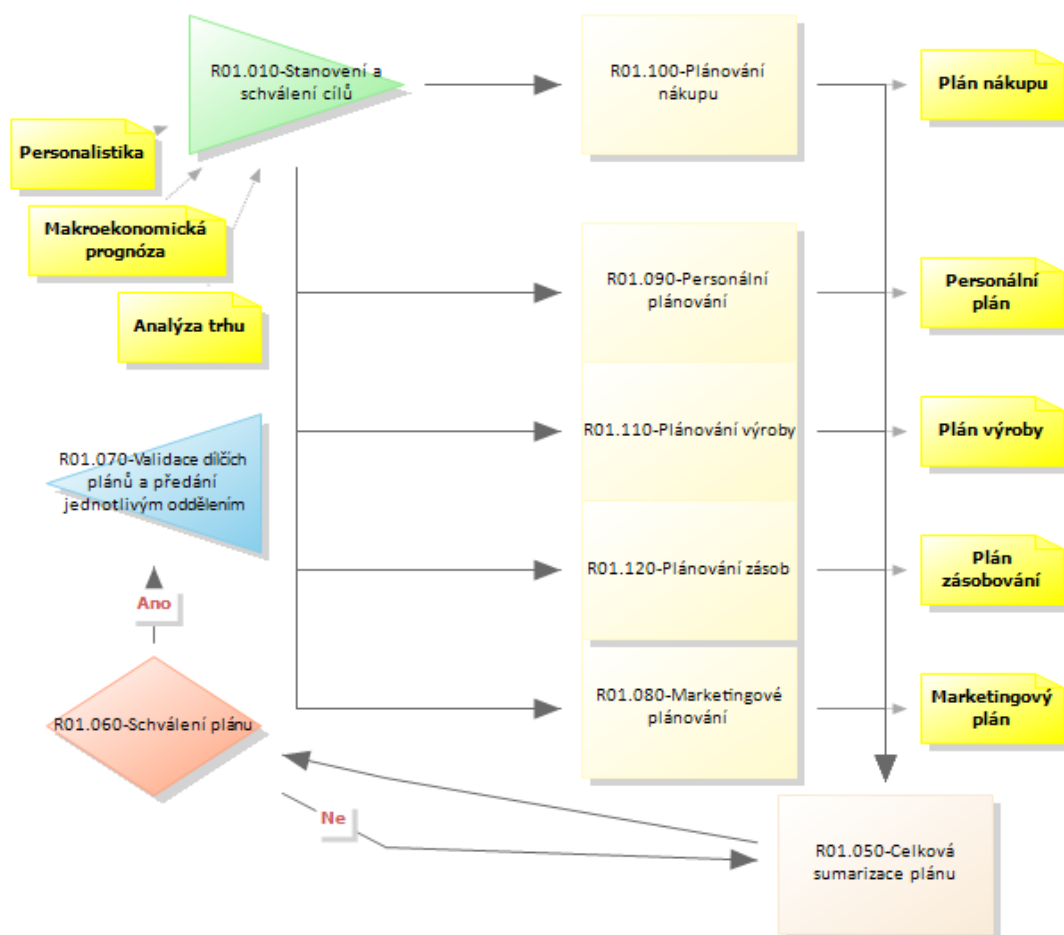 R01.010-Stanovení a
schválení cílů
R01.100-Plánování
nákupu
Plán nákupu
Personalistika
Makroekonomická
prognóza
Analýza trhu
R01.090-Personální
plánování
Personální
plán
R01.110-Plánování výroby
Plán výroby
R01.070-Validace dílčích
plánů a předání
jednotlivým oddělením
R01.120-Plánování zásob
Plán
zásobování
Ano
R01.060-Schválení plánu
R01.080-Marketingové
plánování
Marketingový
plán
Ne
R01.050-Celková
sumarizace plánu